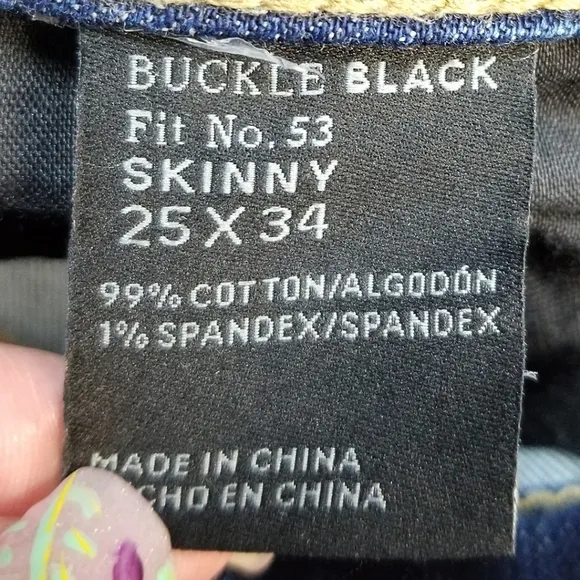 BUCKLE BLACK
Fit No. 53
SKINNY
25 X 34
99% COTTON/ALGODÓN
1% SPANDEX/SPANDEX
MADE IN CHINA
EN CHINA